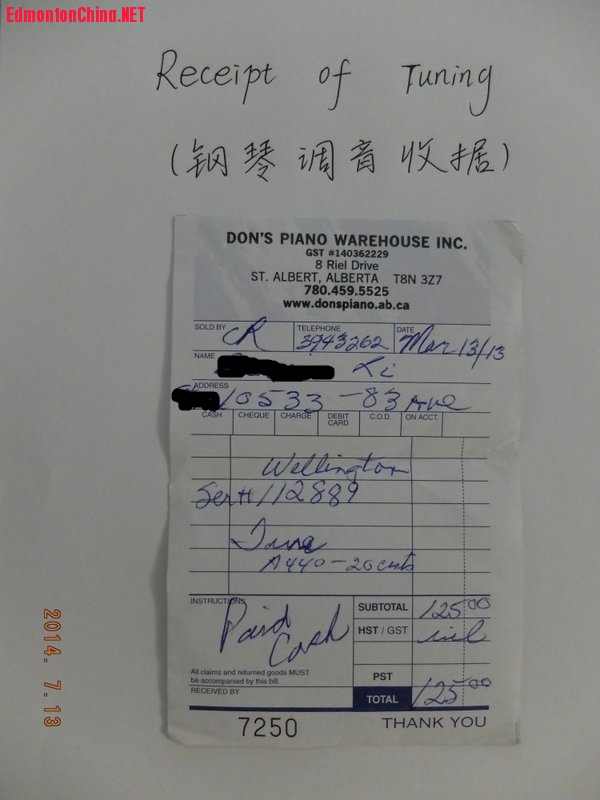 EdmontonChina.NET
Receipt of Tuning
(钢琴调音收据)
DON'S PIANO WAREHOUSE INC.
GST #140362229
8 Riel Drive
ST. ALBERT, ALBERTA T8N 3Z7
780.459.5525
www.donspiano.ab.ca
SOLD BY CR TELEPHONE 3943262 DATE Mar 13/13
NAME Li
ADDRESS 10533 -83 Ave
CASH CHEQUE CHARGE DEBIT CARD C.O.D. ON ACCT.
Wellington
Ser# 112889
Tune
A440-20 cents
INSTRUCTIONS Paid Cash
SUBTOTAL 125.00
HST / GST incl
PST
All claims and returned goods MUST
be accompanied by this bill.
RECEIVED BY
TOTAL 125.00
7250 THANK YOU
2014.7.13